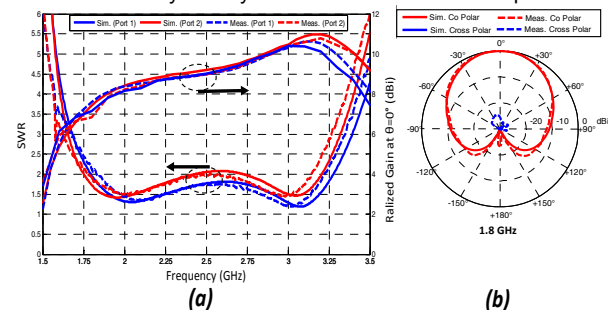 Sim. (Port 1) Sim. (Port 2) Meas. (Port 1) Meas. (Port 2)
SWR
6
5.5
5
4.5
4
3.5
3
2.5
2
1.5
1
0.5
0
12
10
8
6
4
2
0
Ralized Gain at θ=0° (dBi)
1.5 1.75 2 2.25 2.5 2.75 3 3.25 3.5
Frequency (GHz)
(a)
Sim. Co Polar Meas. Co Polar
Sim. Cross Polar Meas. Cross Polar
0°
-30° +30°
-60° +60°
-90° -20 -10 0 dBi +90°
-120° +120°
-150° +150°
+180°
1.8 GHz
(b)